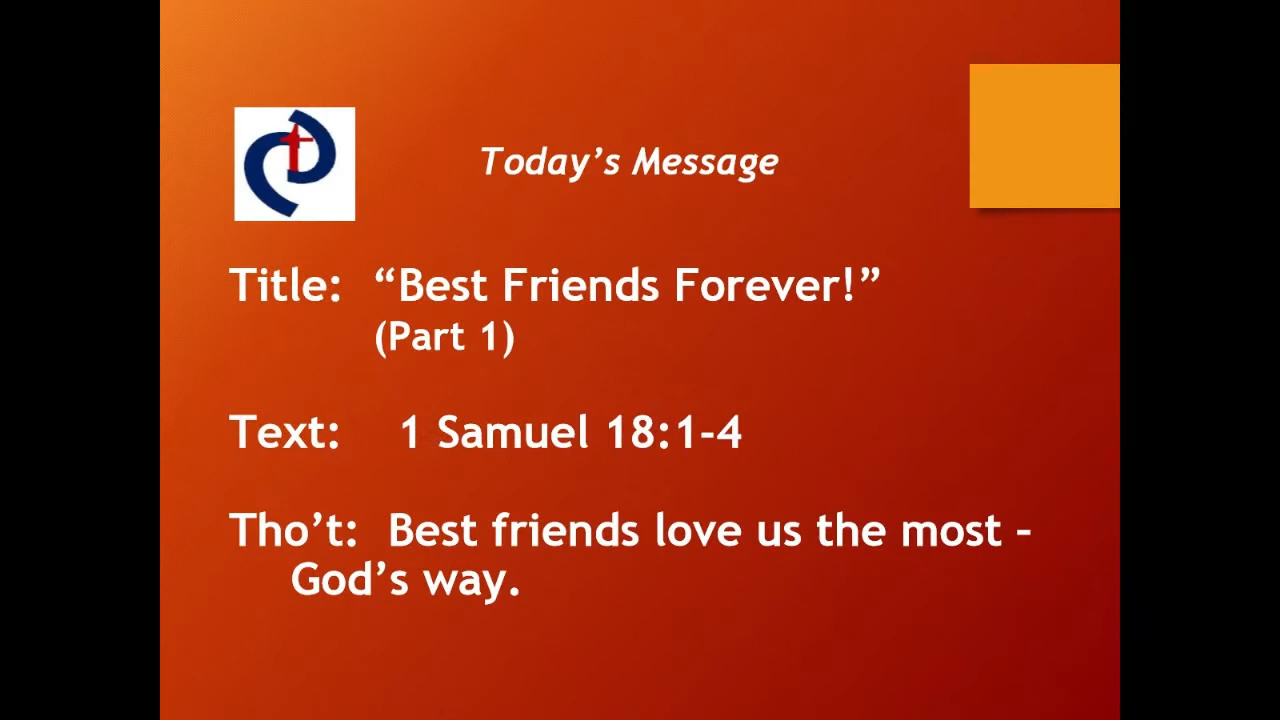 Today’s Message
Title: “Best Friends Forever!”
(Part 1)
Text: 1 Samuel 18:1-4
Tho’t: Best friends love us the most –
God’s way.